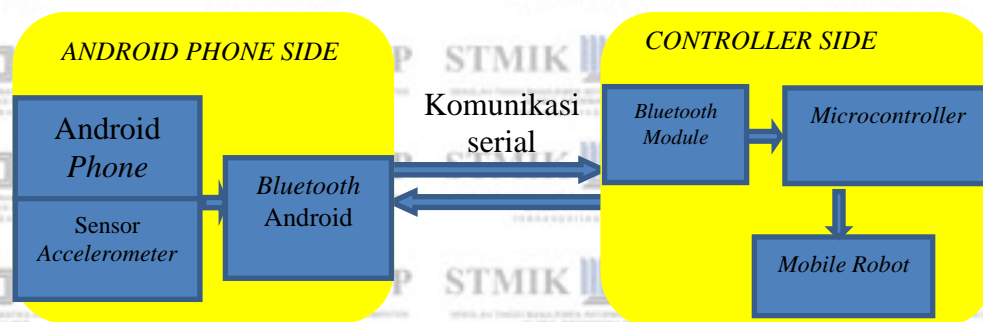 ANDROID PHONE SIDE
Android
Phone
Sensor
Accelerometer
Bluetooth
Android
Komunikasi
serial
CONTROLLER SIDE
Bluetooth
Module
Microcontroller
Mobile Robot
STMIK
STMIK
STMIK